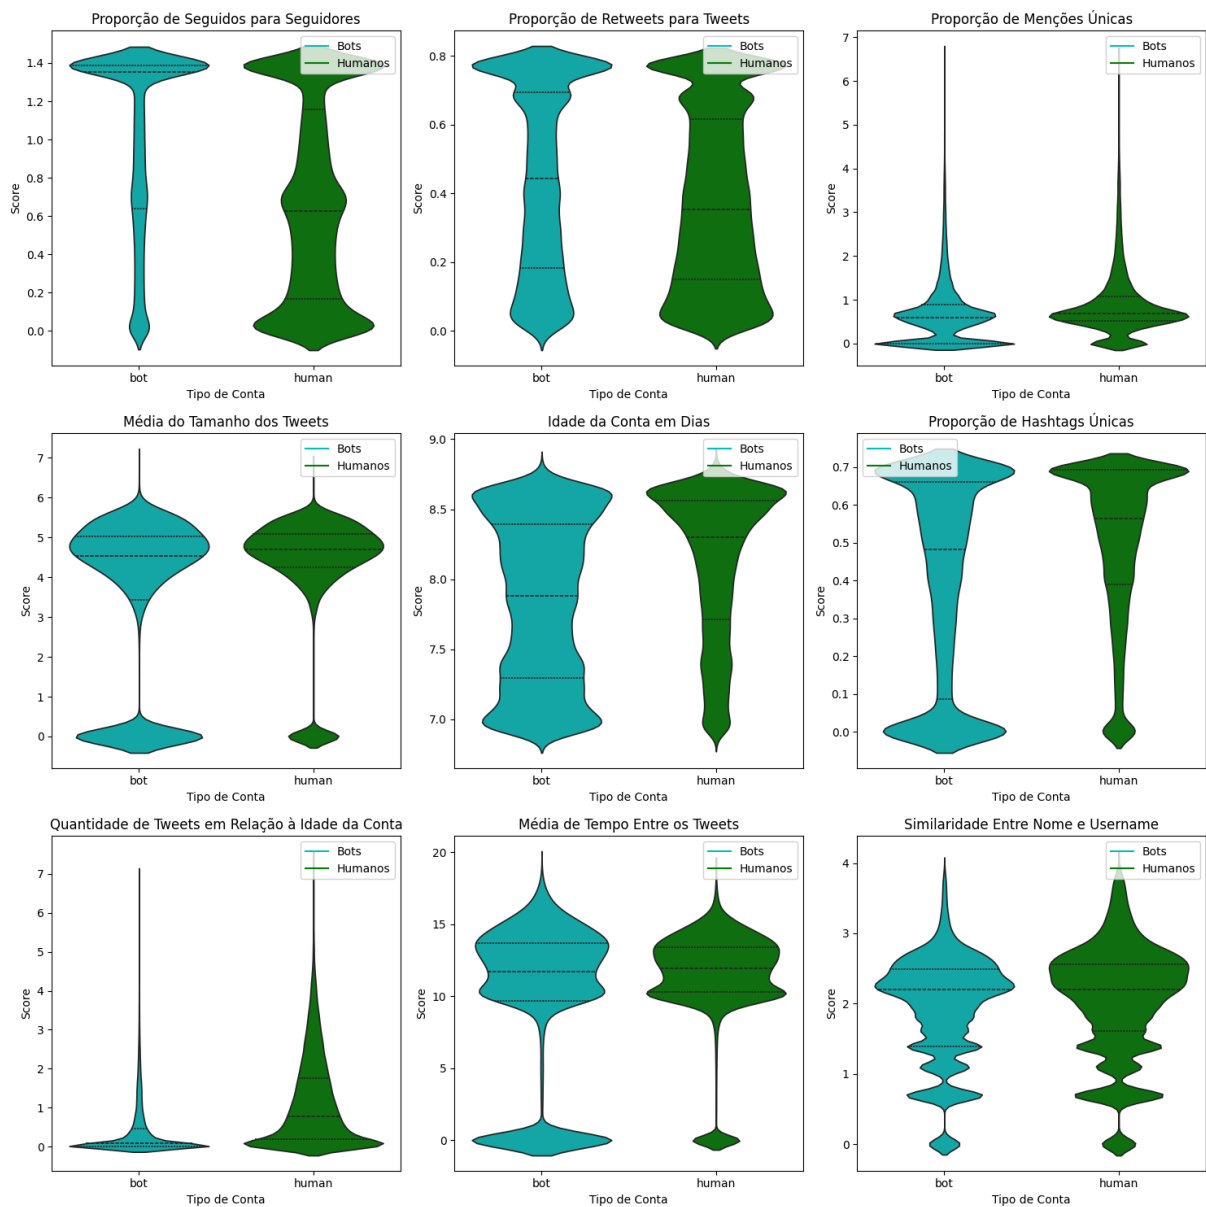 Proporção de Seguidos para Seguidores
Score
1.4
1.2
1.0
0.8
0.6
0.4
0.2
0.0
Bots
Humanos
bot
human
Tipo de Conta
Proporção de Retweets para Tweets
Score
0.8
0.6
0.4
0.2
0.0
Bots
Humanos
bot
human
Tipo de Conta
Proporção de Menções Únicas
Score
7
6
5
4
3
2
1
0
Bots
Humanos
bot
human
Tipo de Conta
Média do Tamanho dos Tweets
Score
7
6
5
4
3
2
1
0
Bots
Humanos
bot
human
Tipo de Conta
Idade da Conta em Dias
Score
9.0
8.5
8.0
7.5
7.0
Bots
Humanos
bot
human
Tipo de Conta
Proporção de Hashtags Únicas
Score
0.7
0.6
0.5
0.4
0.3
0.2
0.1
0.0
Bots
Humanos
bot
human
Tipo de Conta
Quantidade de Tweets em Relação à Idade da Conta
Score
7
6
5
4
3
2
1
0
Bots
Humanos
bot
human
Tipo de Conta
Média de Tempo Entre os Tweets
Score
20
15
10
5
0
Bots
Humanos
bot
human
Tipo de Conta
Similaridade Entre Nome e Username
Score
4
3
2
1
0
Bots
Humanos
bot
human
Tipo de Conta